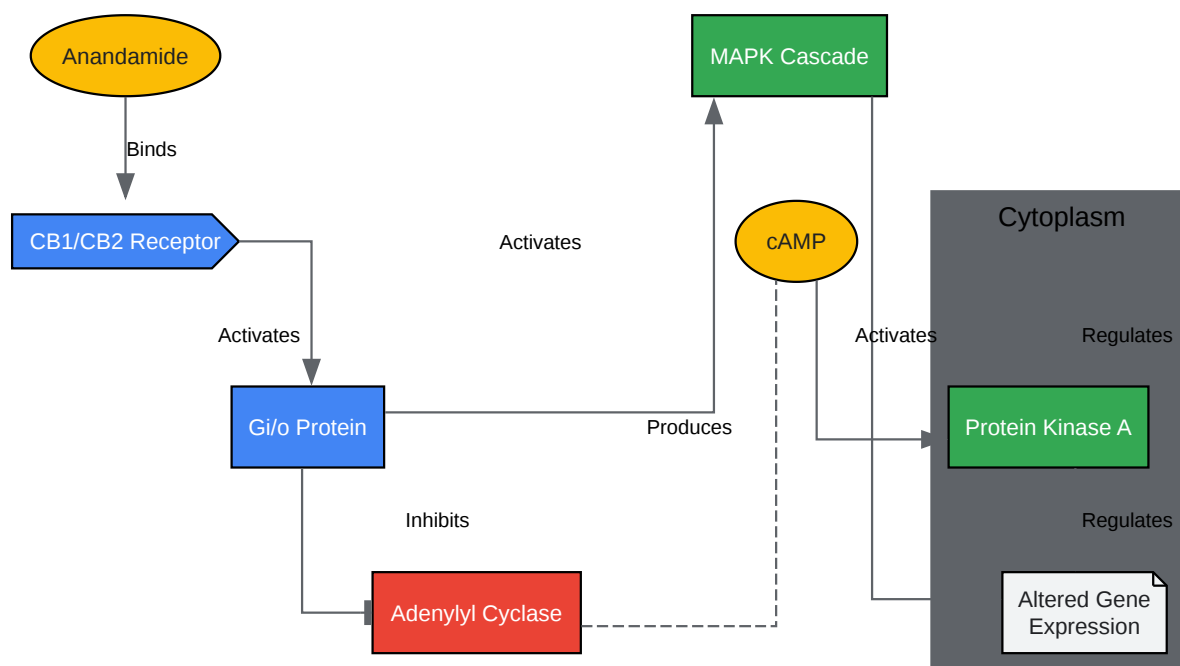 Anandamide
MAPK Cascade
Binds
Cytoplasm
CB1/CB2 Receptor
Activates
cAMP
Activates
Activates
Regulates
Gi/o Protein
Produces
Protein Kinase A
Inhibits
Regulates
Adenylyl Cyclase
Altered Gene
Expression